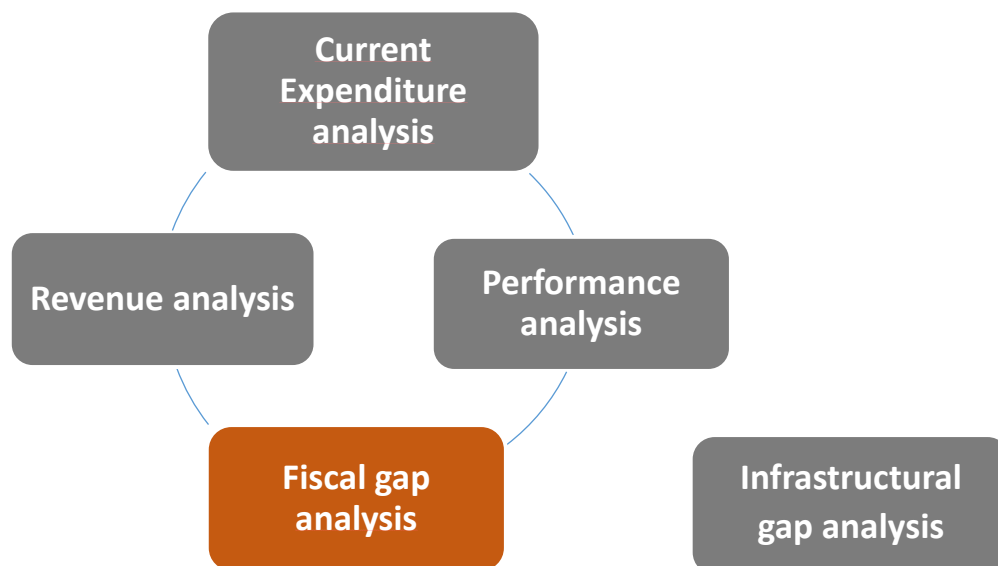 Current
Expenditure
analysis
Revenue analysis
Performance
analysis
Fiscal gap
analysis
Infrastructural
gap analysis